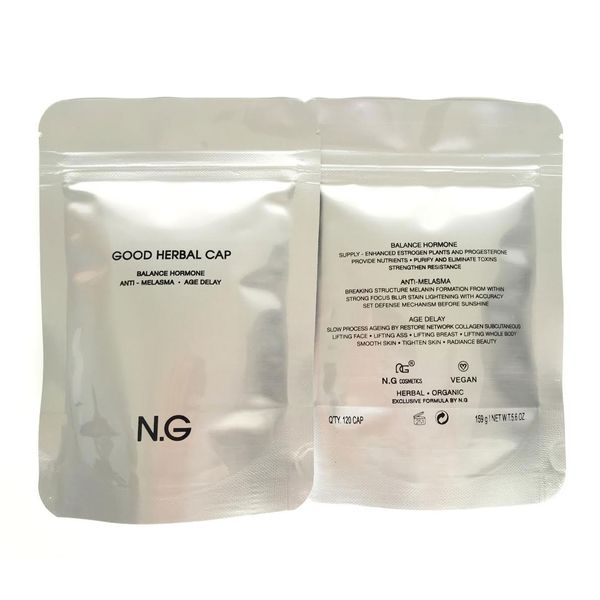 GOOD HERBAL CAP
BALANCE HORMONE
ANTI - MELASMA • AGE DELAY
N.G
BALANCE HORMONE
SUPPLY - ENHANCED ESTROGEN PLANTS AND PROGESTERONE
PROVIDE NUTRIENTS • PURIFY AND ELIMINATE TOXINS
STRENGTHEN RESISTANCE
ANTI-MELASMA
BREAKING STRUCTURE MELANIN FORMATION FROM WITHIN
STRONG FOCUS BLUR STAIN LIGHTENING WITH ACCURACY
SET DEFENSE MECHANISM BEFORE SUNSHINE
AGE DELAY
SLOW PROCESS AGEING BY RESTORE NETWORK COLLAGEN SUBCUTANEOUS
LIFTING FACE • LIFTING ASS • LIFTING BREAST • LIFTING WHOLE BODY
SMOOTH SKIN • TIGHTEN SKIN • RADIANCE BEAUTY
NG®
N.G COSMETICS VEGAN
HERBAL + ORGANIC
EXCLUSIVE FORMULA BY N.G
Q'TY. 120 CAP 159 g / NET W.T.5.6 OZ